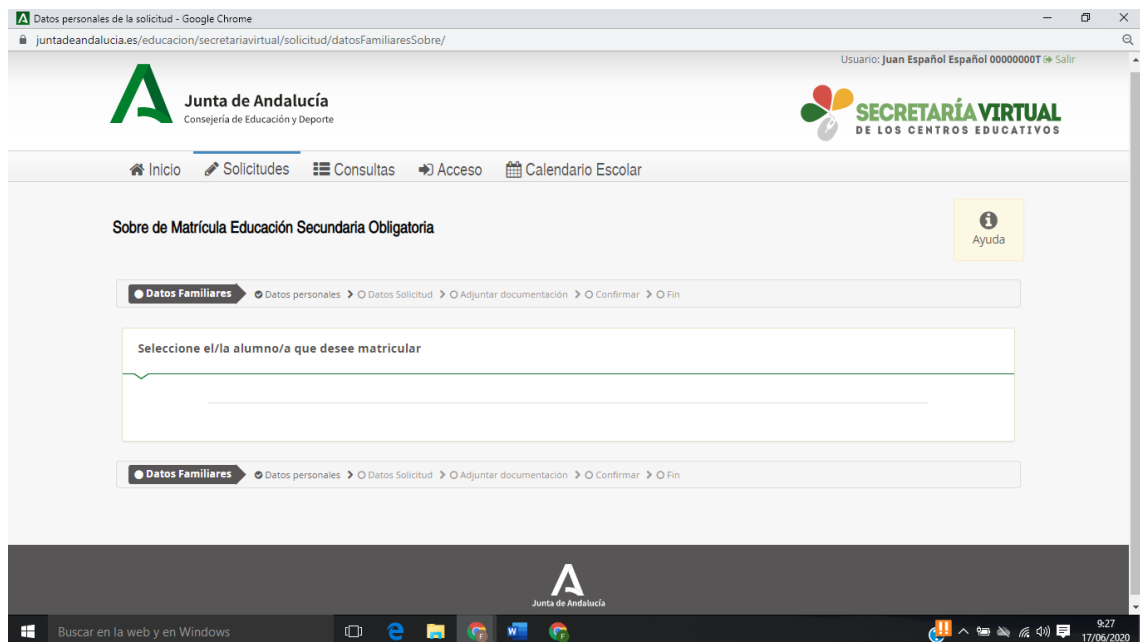 Datos personales de la solicitud - Google Chrome
juntadeandalucia.es/educacion/secretariavirtual/solicitud/datosFamiliaresSobre/
Usuario: Juan Español Español 00000000T Salir
Junta de Andalucía
Consejería de Educación y Deporte
SECRETARÍA VIRTUAL
DE LOS CENTROS EDUCATIVOS
Inicio Solicitudes Consultas Acceso Calendario Escolar
Sobre de Matrícula Educación Secundaria Obligatoria
Ayuda
Datos Familiares Datos personales Datos Solicitud Adjuntar documentación Confirmar Fin
Seleccione el/la alumno/a que desee matricular
Datos Familiares Datos personales Datos Solicitud Adjuntar documentación Confirmar Fin
Junta de Andalucía
Buscar en la web y en Windows
9:27
17/06/2020